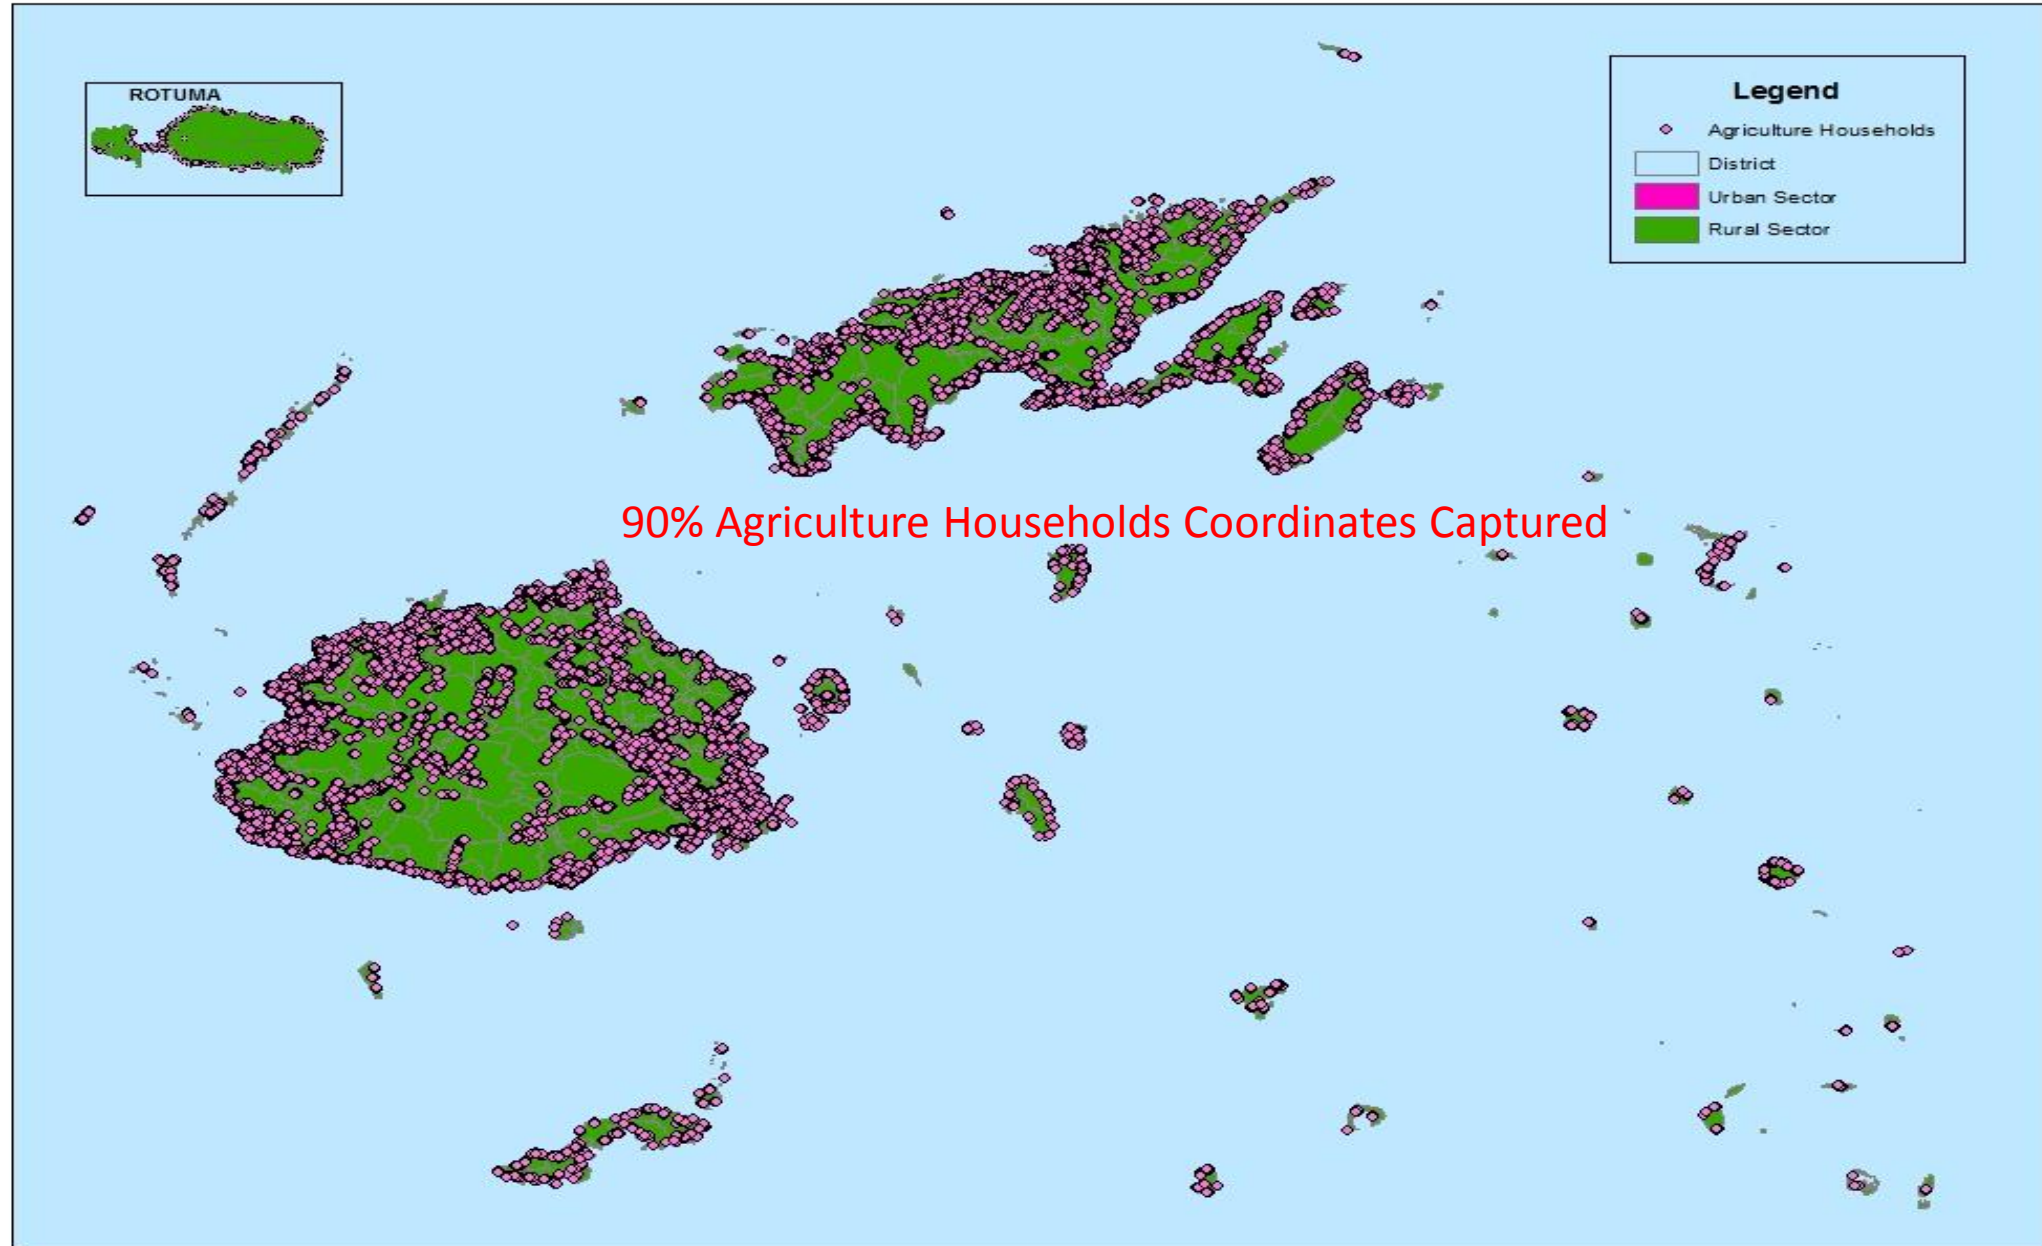 ROTUMA
Legend
Agriculture Households
District
Urban Sector
Rural Sector
90% Agriculture Households Coordinates Captured